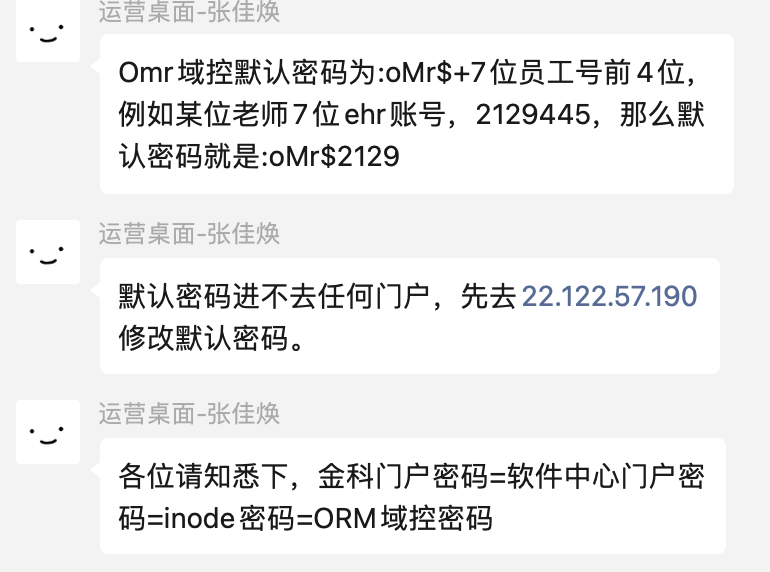 运营桌面-张佳焕
Omr域控默认密码为:oMr$+7位员工号前4位，
例如某位老师7位ehr账号，2129445，那么默
认密码就是:oMr$2129
运营桌面-张佳焕
默认密码进不去任何门户，先去22.122.57.190
修改默认密码。
运营桌面-张佳焕
各位请知悉下，金科门户密码=软件中心门户密
码=inode密码=ORM域控密码